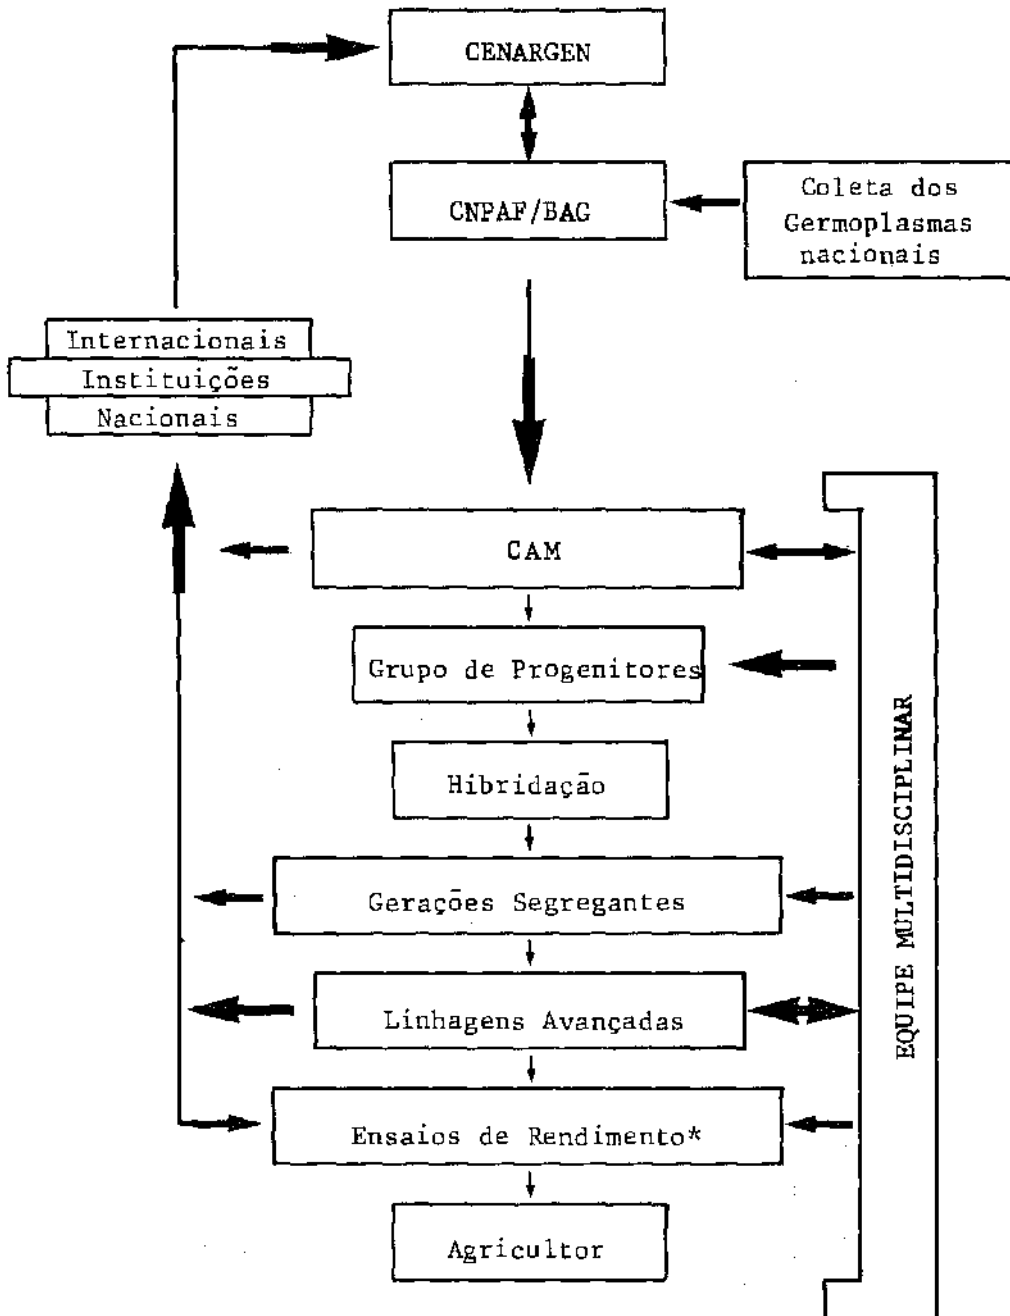 CENARGEN
CNPAF/BAG
Coleta dos
Germoplasmas
nacionais
Internacionais
Instituições
Nacionais
CAM
Grupo de Progenitores
Hibridação
Gerações Segregantes
Linhagens Avançadas
Ensaios de Rendimento*
Agricultor
EQUIPE MULTIDISCIPLINAR